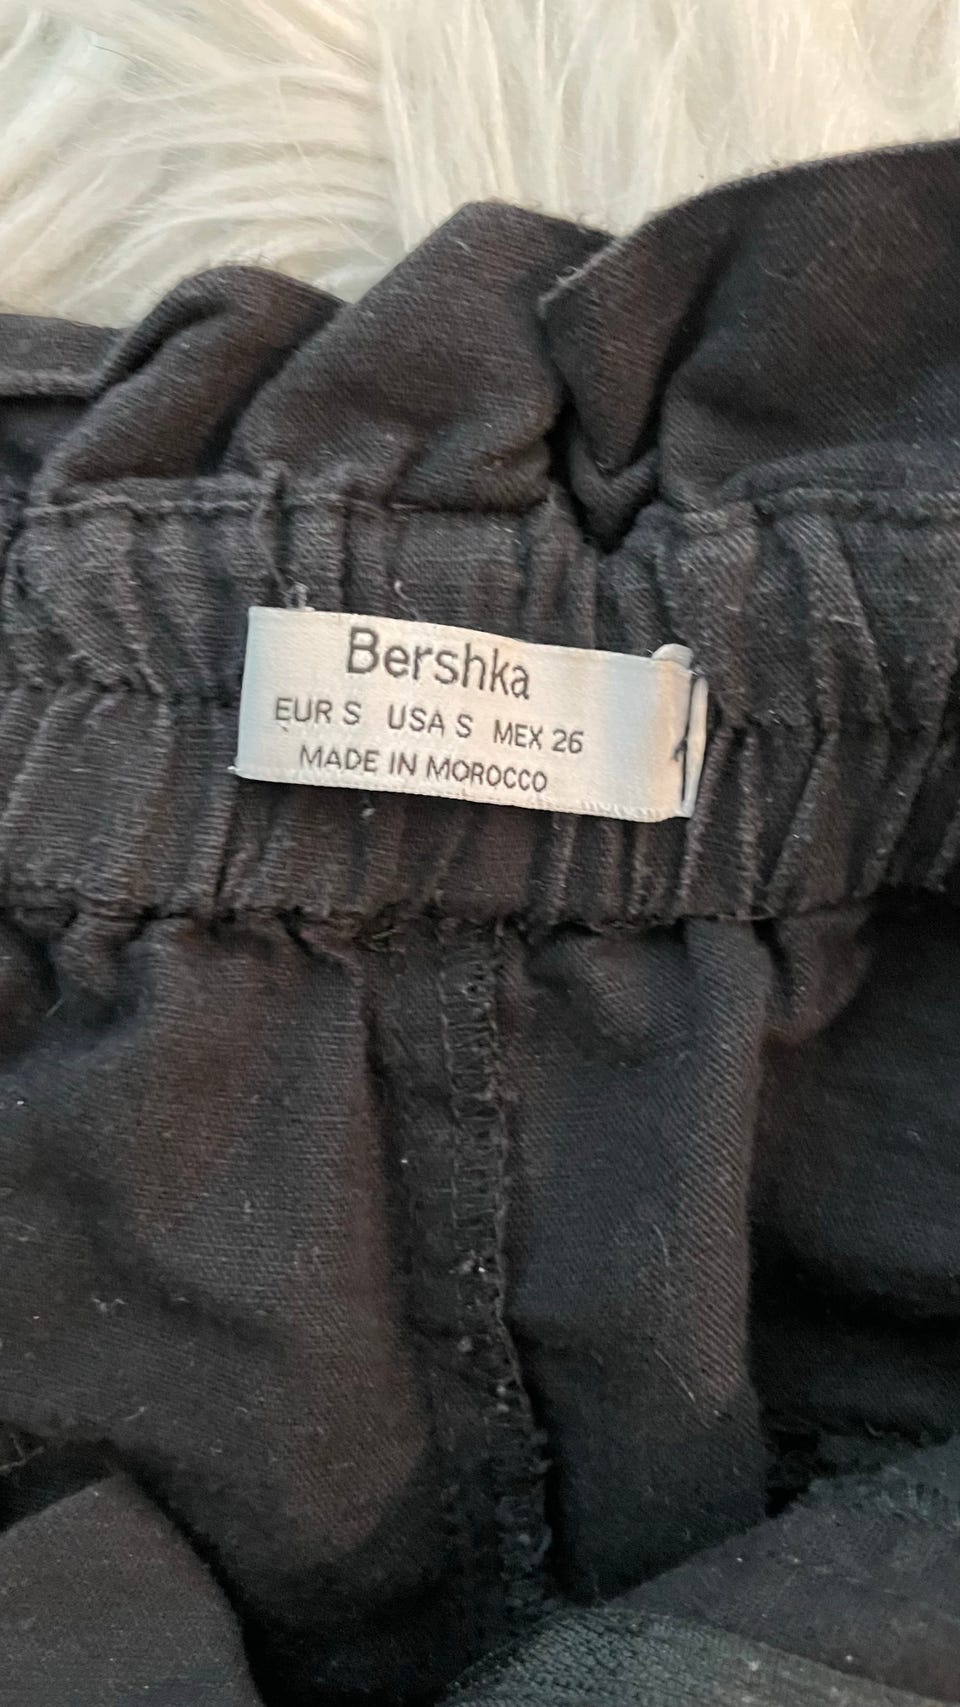 Bershka
EUR S USA S MEX 26
MADE IN MOROCCO